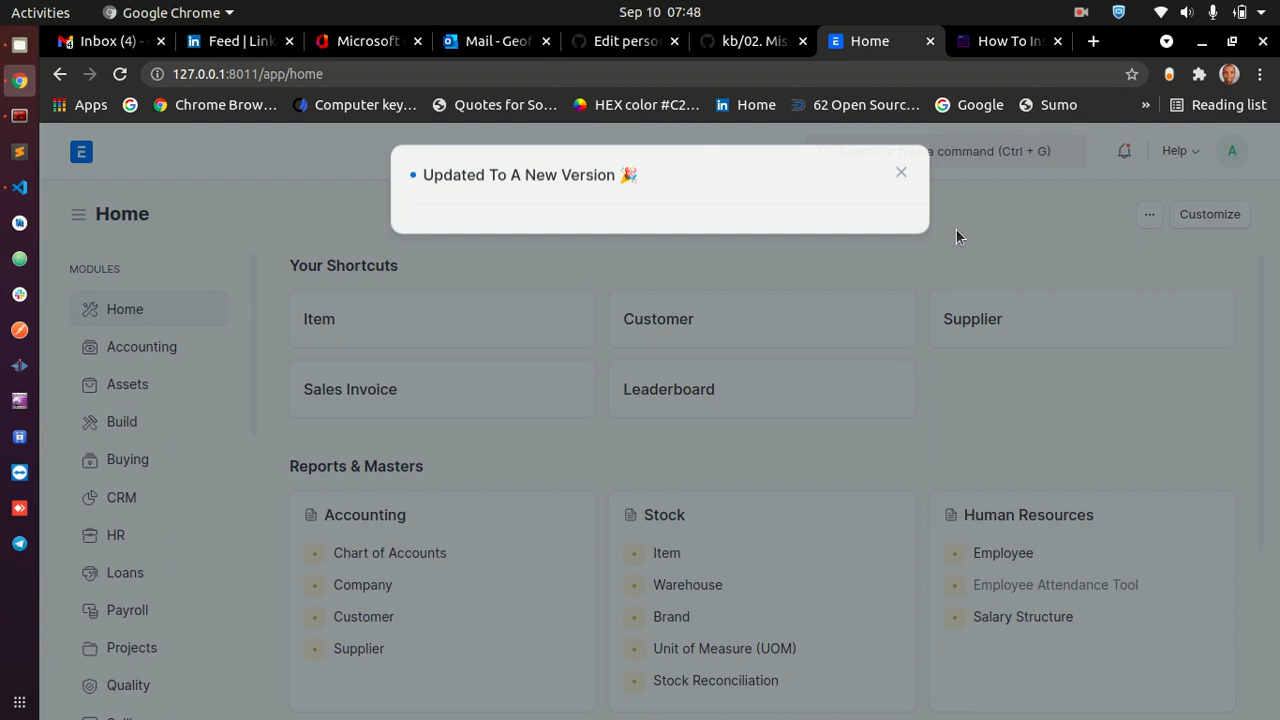 Activities
Google Chrome
Sep 10 07:48
Inbox (4) -
Feed | Link
Microsoft
Mail - Geof
Edit perso
kb/02. Mis
Home
How To Ins
127.0.0.1:8011/app/home
Apps
Chrome Brow...
Computer key...
Quotes for So...
HEX color #C2...
Home
62 Open Sourc...
Google
Sumo
»
Reading list
E
Search or type a command (Ctrl + G)
Help
A
Updated To A New Version 🎉
Home
...
Customize
MODULES
Home
Accounting
Assets
Build
Buying
CRM
HR
Loans
Payroll
Projects
Quality
Your Shortcuts
Item
Customer
Supplier
Sales Invoice
Leaderboard
Reports & Masters
Accounting
Chart of Accounts
Company
Customer
Supplier
Stock
Item
Warehouse
Brand
Unit of Measure (UOM)
Stock Reconciliation
Human Resources
Employee
Employee Attendance Tool
Salary Structure